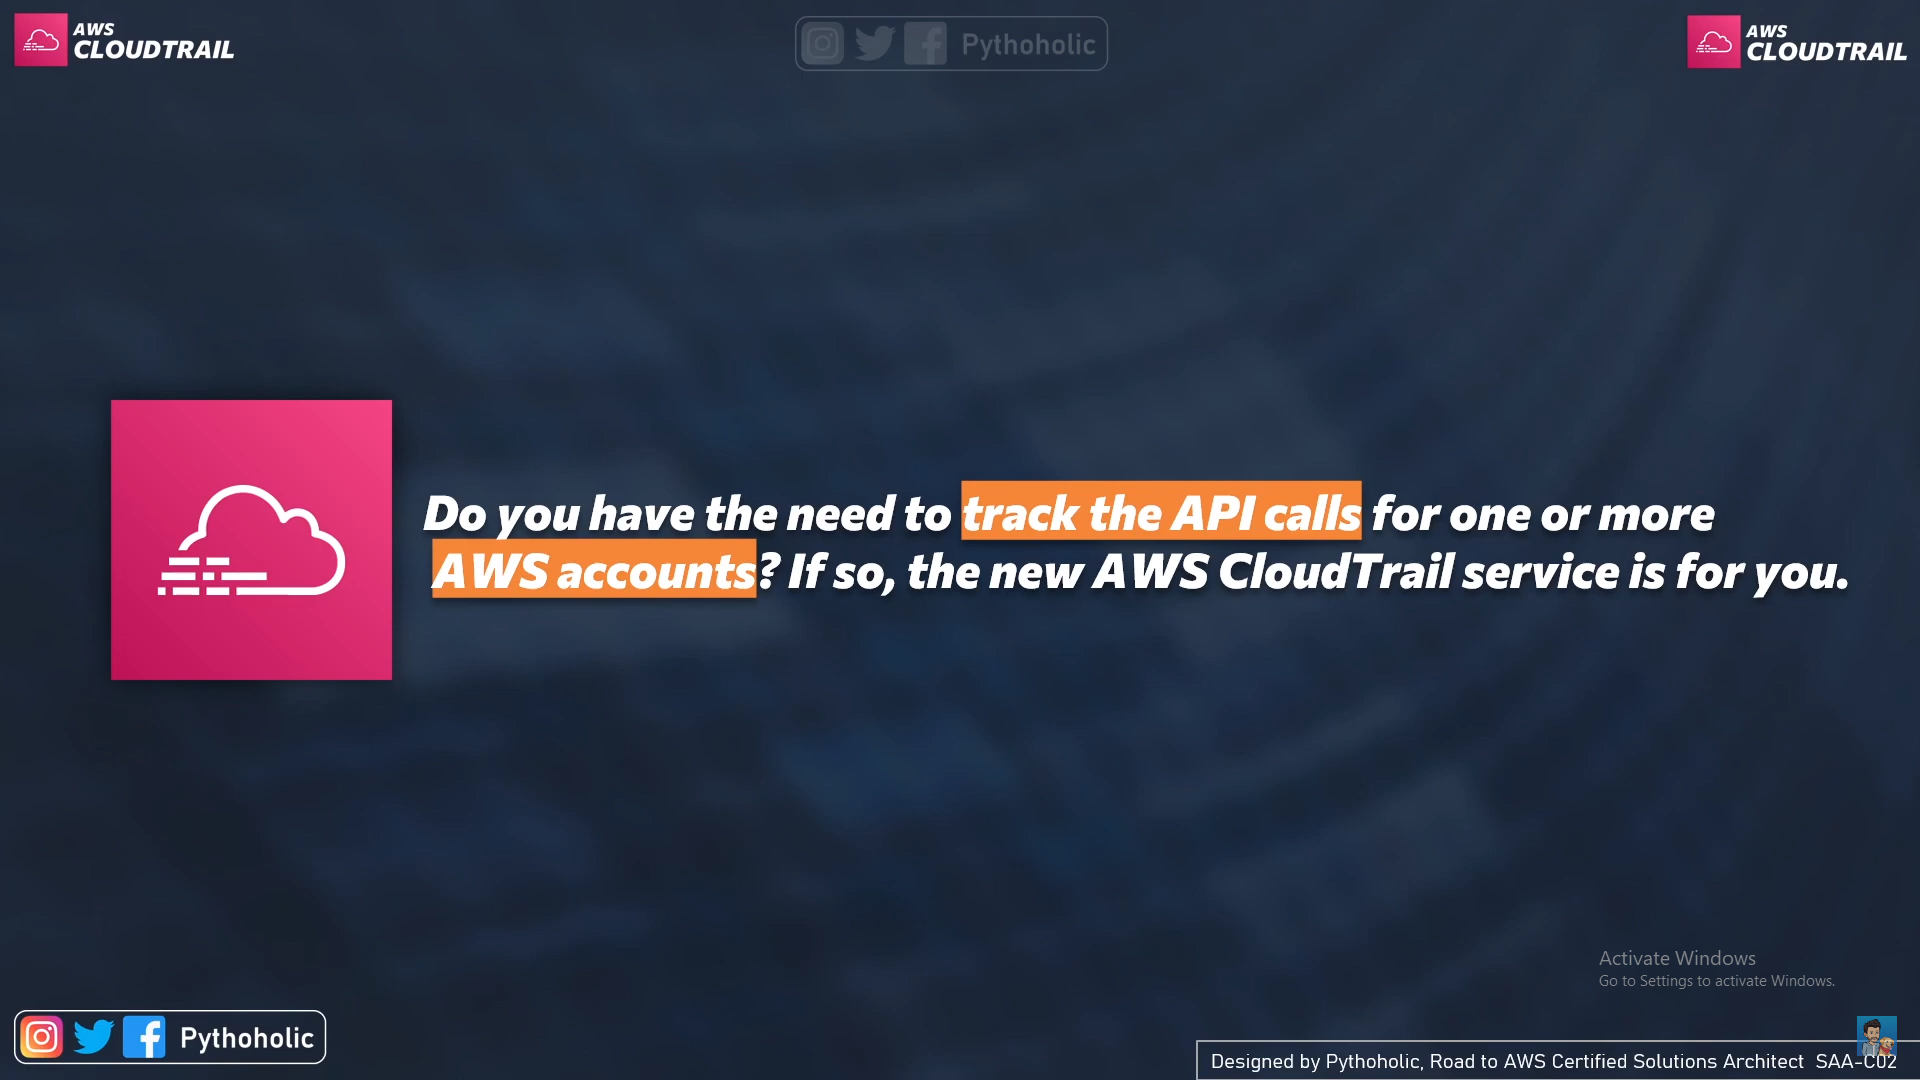 AWS
CLOUDTRAIL
Pythoholic
AWS
CLOUDTRAIL
Do you have the need to track the API calls for one or more
AWS accounts? If so, the new AWS CloudTrail service is for you.
Activate Windows
Go to Settings to activate Windows.
Pythoholic
Designed by Pythoholic, Road to AWS Certified Solutions Architect SAA-C02